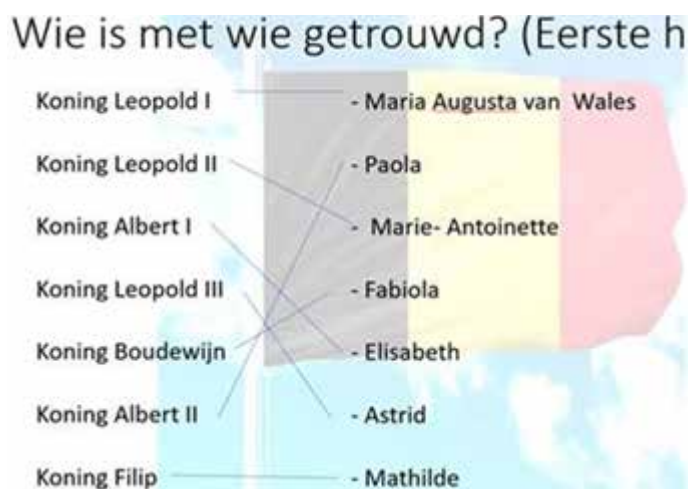 Wie is met wie getrouwd? (Eerste h
Koning Leopold I - Maria Augusta van Wales
Koning Leopold II - Paola
Koning Albert I - Marie- Antoinette
Koning Leopold III - Fabiola
Koning Boudewijn - Elisabeth
Koning Albert II - Astrid
Koning Filip - Mathilde